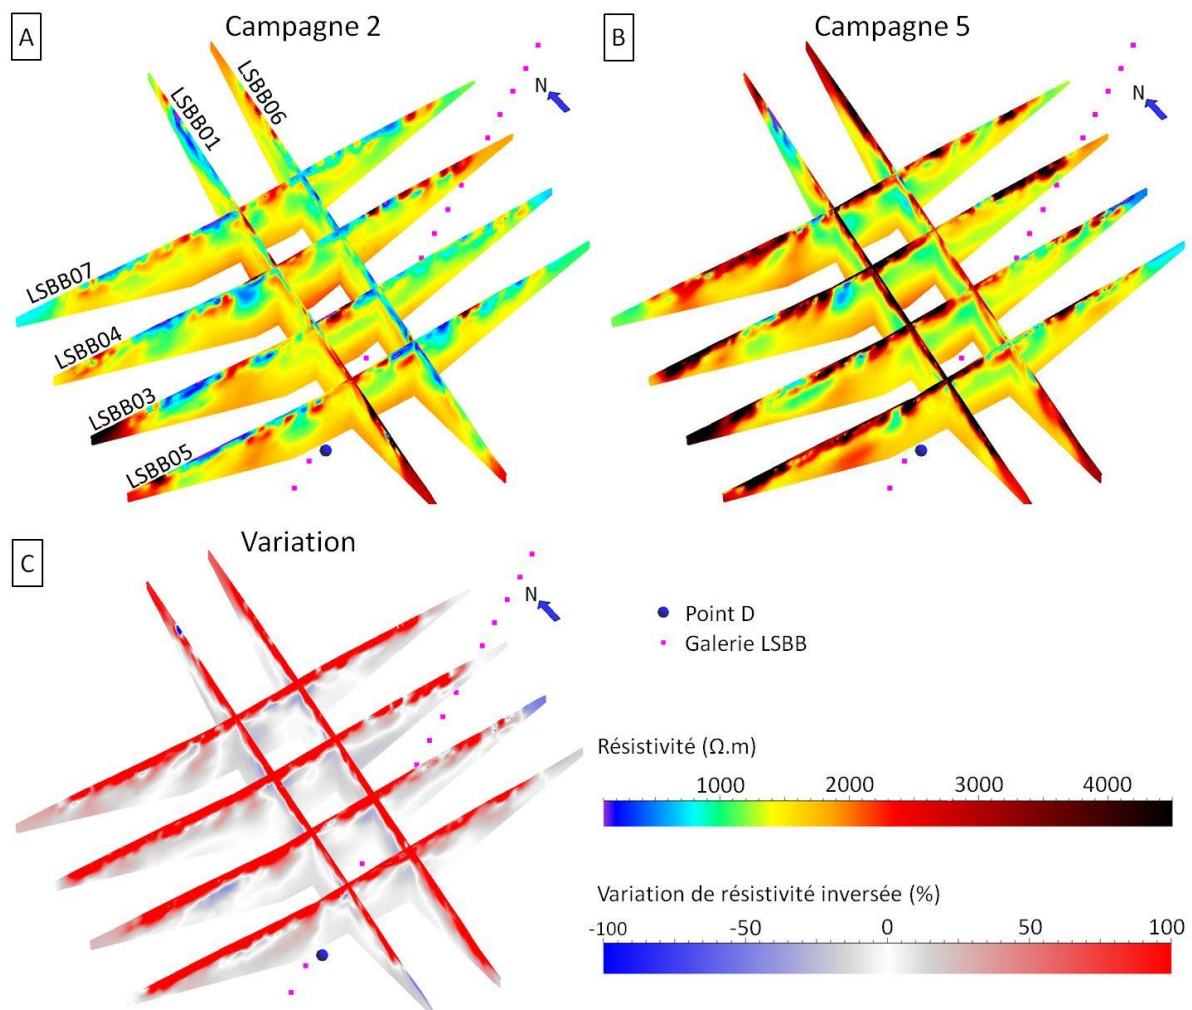 A
Campagne 2
N
LSBB01
LSBB06
LSBB07
LSBB04
LSBB03
LSBB05
B
Campagne 5
N
C
Variation
N
Point D
Galerie LSBB
Résistivité (Ω.m)
1000 2000 3000 4000
Variation de résistivité inversée (%)
-100 -50 0 50 100